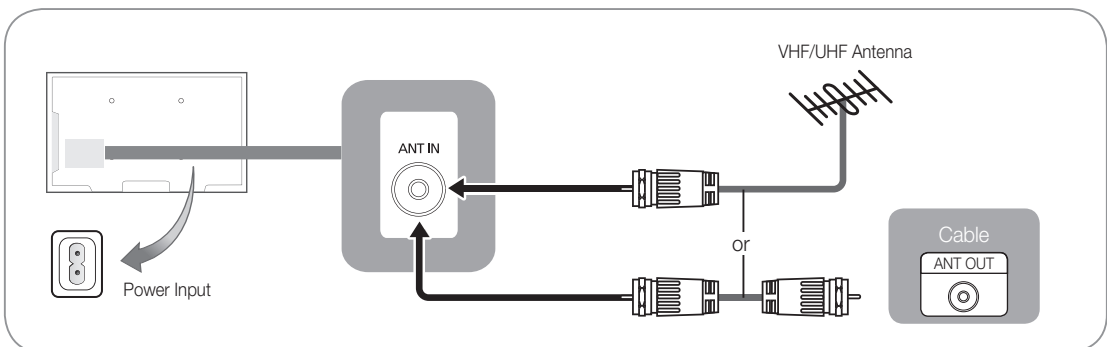 VHF/UHF Antenna
ANT IN
or
Cable
ANT OUT
Power Input